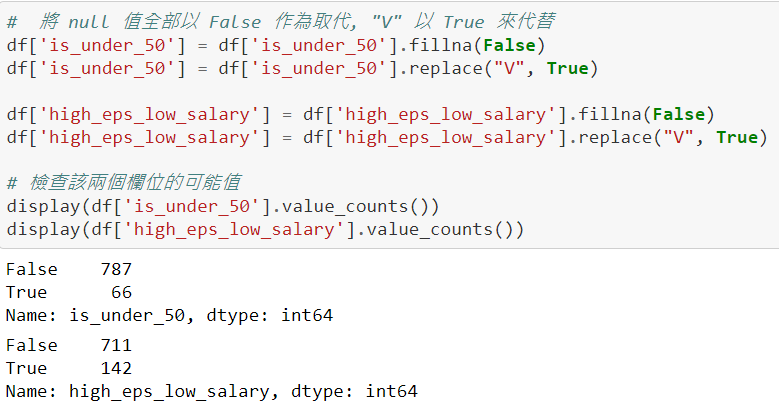 #  將 null 值全部以 False 作為取代, "V" 以 True 來代替
df['is_under_50'] = df['is_under_50'].fillna(False)
df['is_under_50'] = df['is_under_50'].replace("V", True)

df['high_eps_low_salary'] = df['high_eps_low_salary'].fillna(False)
df['high_eps_low_salary'] = df['high_eps_low_salary'].replace("V", True)

# 檢查該兩個欄位的可能值
display(df['is_under_50'].value_counts())
display(df['high_eps_low_salary'].value_counts())
False    787
True      66
Name: is_under_50, dtype: int64
False    711
True     142
Name: high_eps_low_salary, dtype: int64